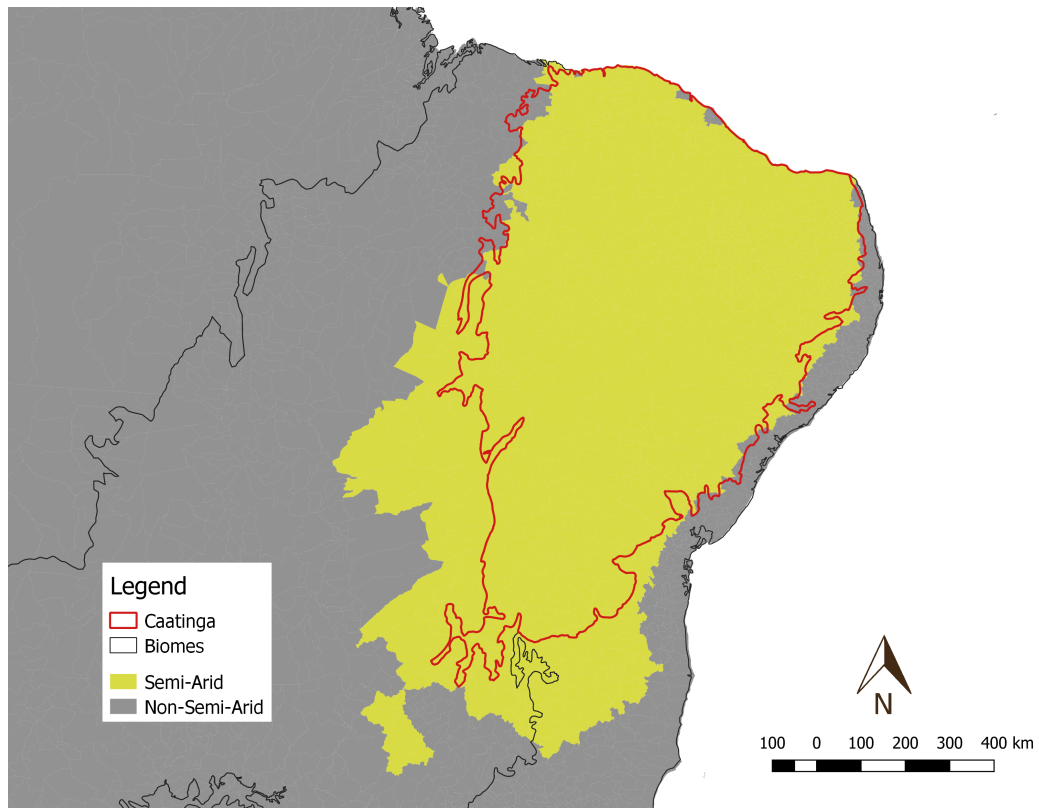 Legend
Caatinga
Biomes
Semi-Arid
Non-Semi-Arid
N
100 0 100 200 300 400 km